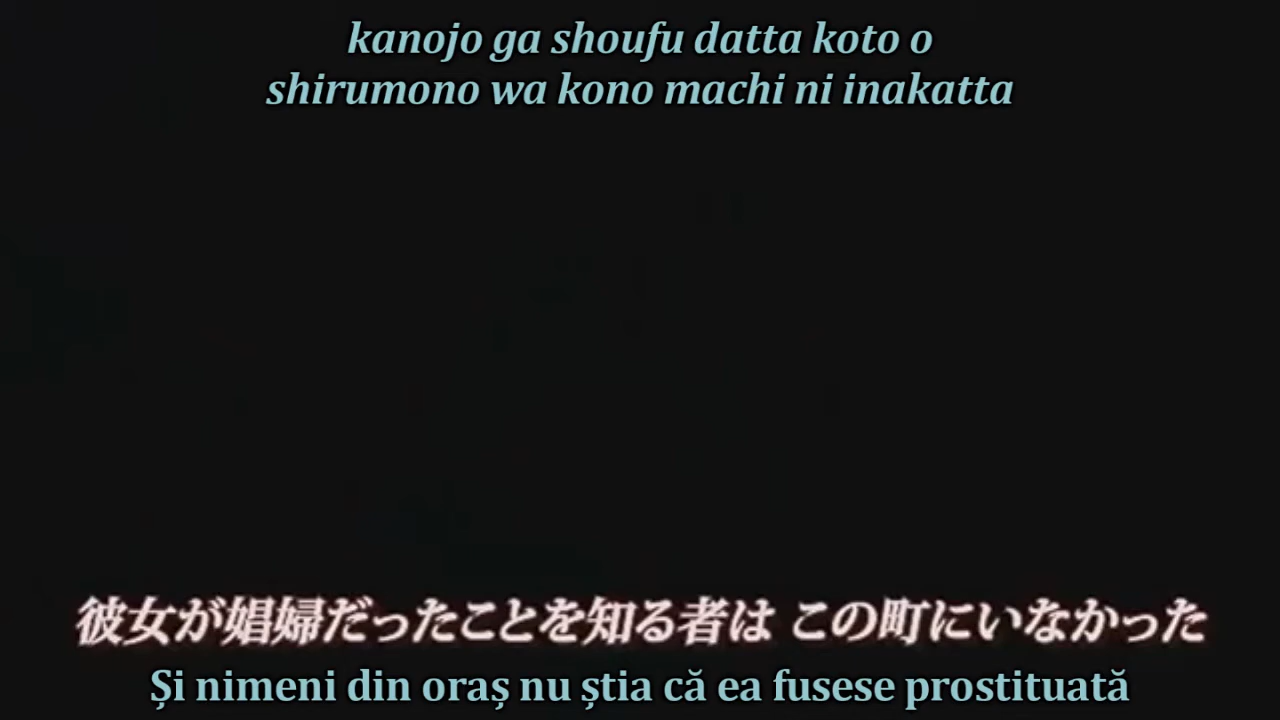 kanojo ga shoufu datta koto o
shirumono wa kono machi ni inakatta
彼女が娼婦だったことを知る者は この町にいなかった
Și nimeni din oraș nu știa că ea fusese prostituată